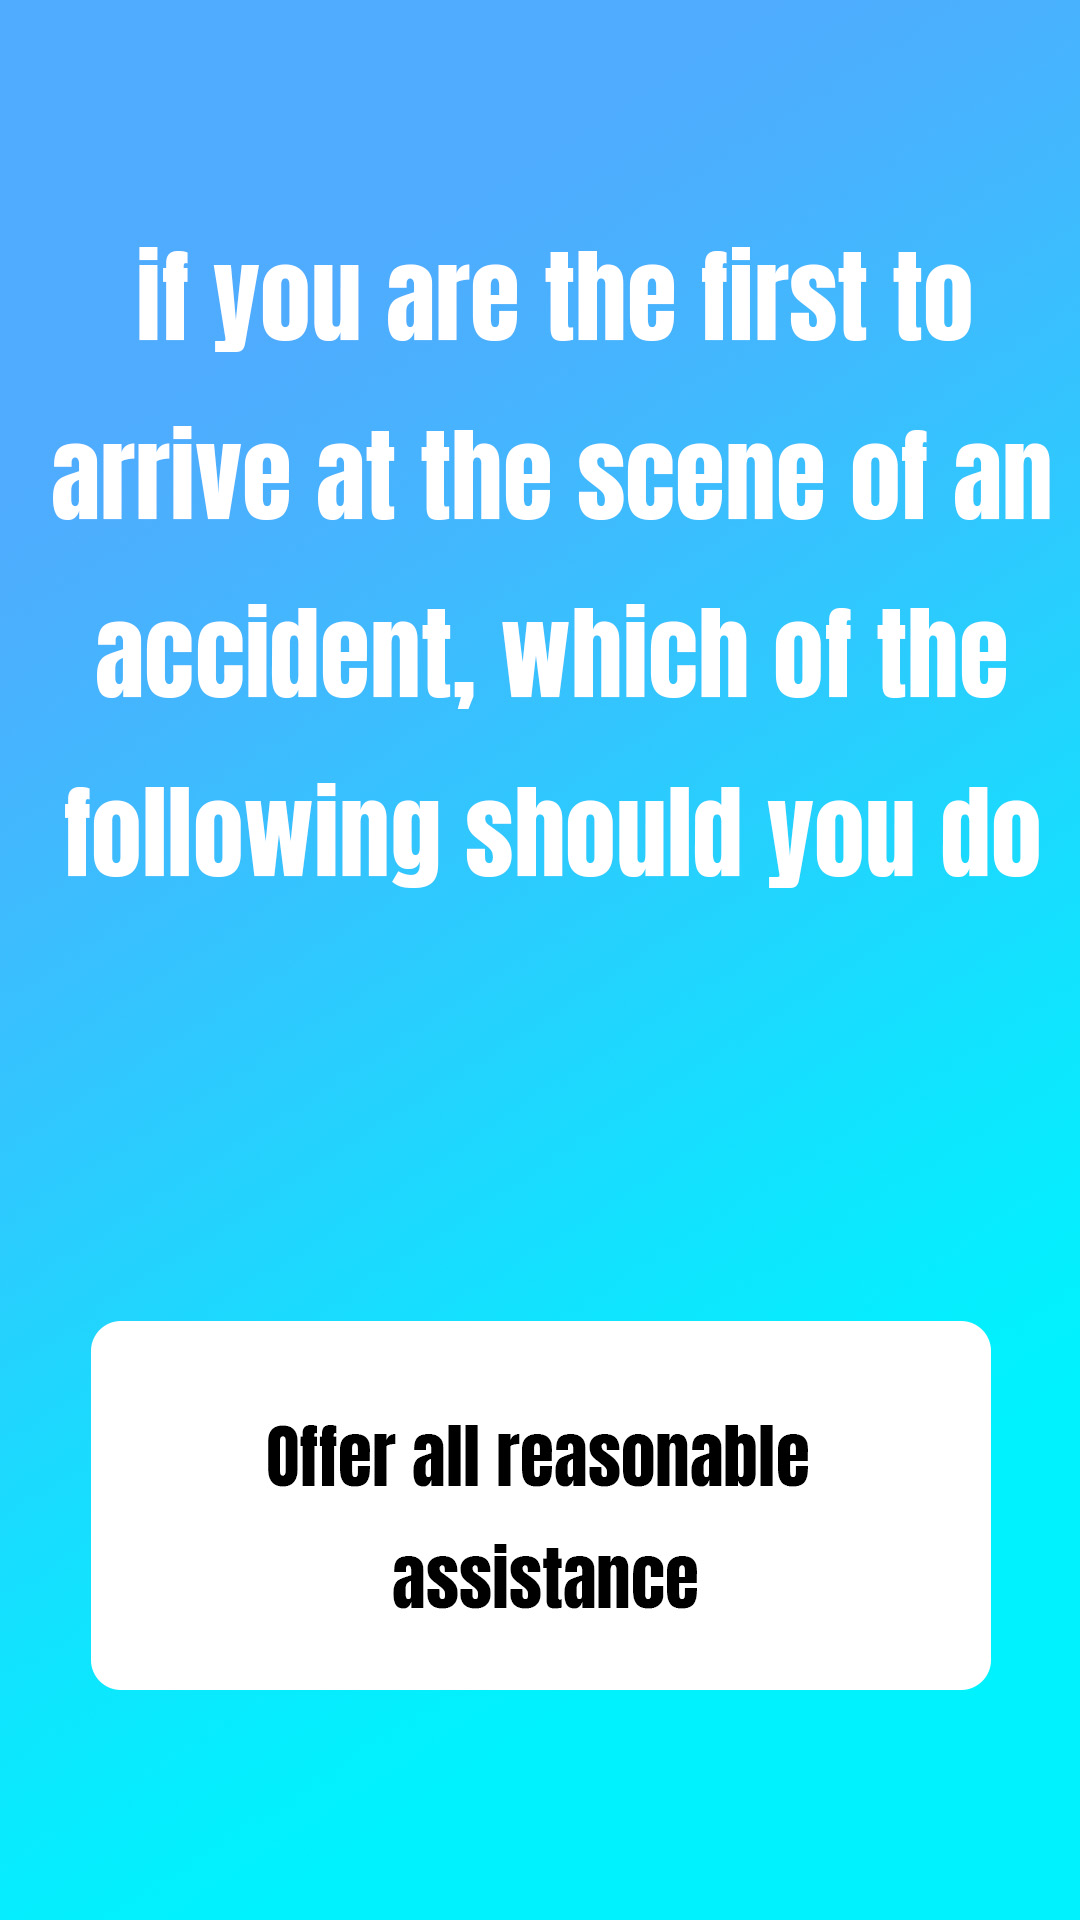 if you are the first to
arrive at the scene of an
accident, which of the
following should you do
Offer all reasonable
assistance